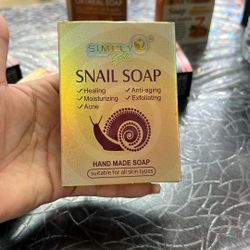 SIMPLY
SNAIL SOAP
✓Healing ✓Anti-aging
✓Moisturizing ✓Exfoliating
✓Acne
HAND MADE SOAP
suitable for all skin types